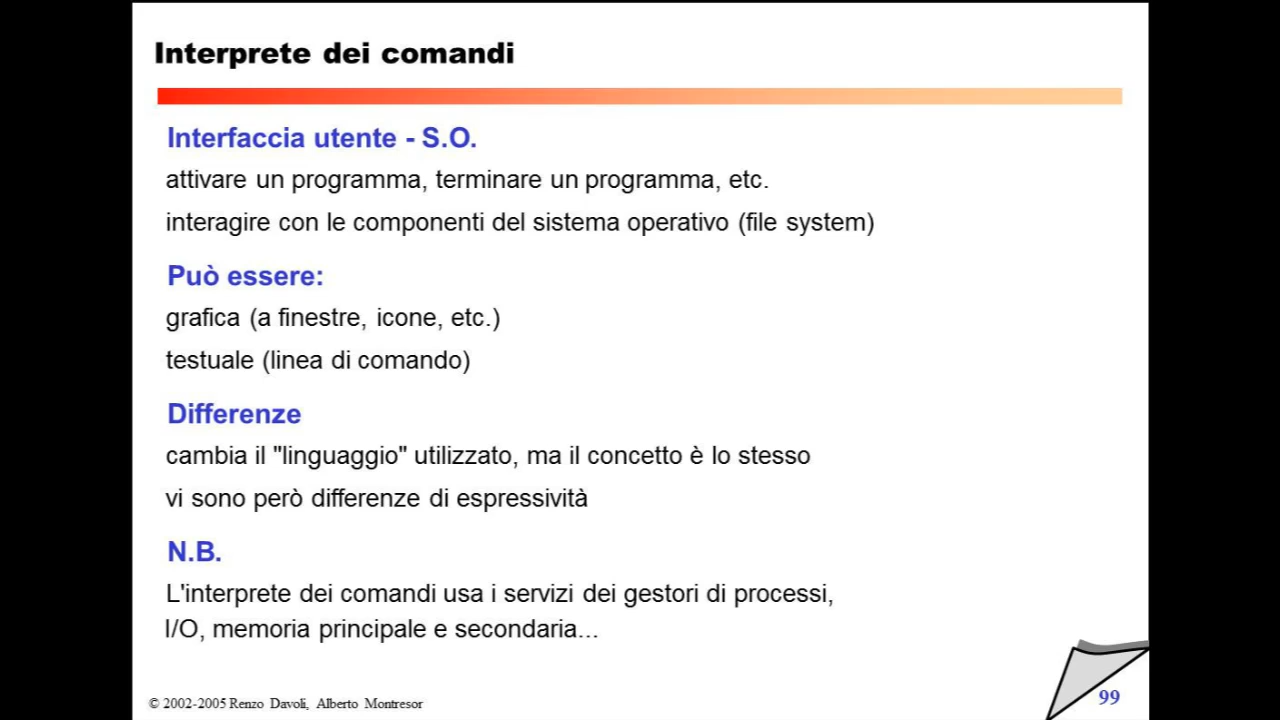 Interprete dei comandi
Interfaccia utente - S.O.
attivare un programma, terminare un programma, etc.
interagire con le componenti del sistema operativo (file system)
Può essere:
grafica (a finestre, icone, etc.)
testuale (linea di comando)
Differenze
cambia il "linguaggio" utilizzato, ma il concetto è lo stesso
vi sono però differenze di espressività
N.B.
L'interprete dei comandi usa i servizi dei gestori di processi,
I/O, memoria principale e secondaria...
© 2002-2005 Renzo Davoli, Alberto Montresor
99